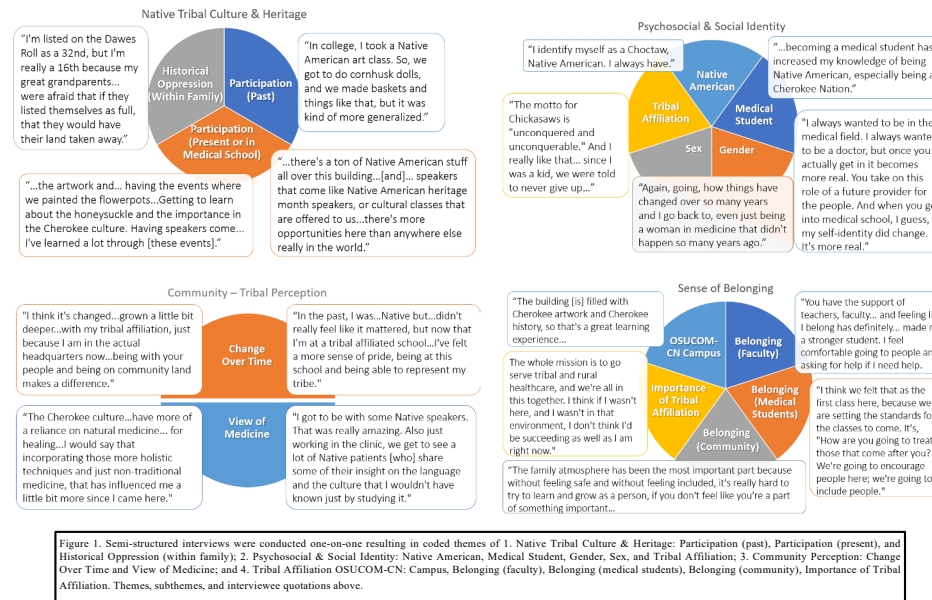 Native Tribal Culture & Heritage
"I'm listed on the Dawes
Roll as a 32nd, but I'm
really a 16th because my
great grandparents...
were afraid that if they
listed themselves as full,
that they would have
their land taken away."
Historical
Oppression
(Within Family)
Participation
(Past)
Participation
(Present or in
Medical School)
"In college, I took a Native
American art class. So, we
got to do cornhusk dolls,
and we made baskets and
things like that, but it was
kind of more generalized."
"...the artwork and... having the events where
we painted the flowerpots...Getting to learn
about the honeysuckle and the importance in
the Cherokee culture. Having speakers come...
I've learned a lot through [these events]."
"...there's a ton of Native American stuff
all over this building...[and]... speakers
that come like Native American heritage
month speakers, or cultural classes that
are offered to us...there's more
opportunities here than anywhere else
really in the world."
Psychosocial & Social Identity
"I identify myself as a Choctaw,
Native American. I always have."
"...becoming a medical student has
increased my knowledge of being
Native American, especially being a
Cherokee Nation."
Native
American
Tribal
Affiliation
Medical
Student
Sex
Gender
"The motto for
Chickasaws is
"unconquered and
unconquerable." And I
really like that... since I
was a kid, we were told
to never give up..."
"I always wanted to be in the
medical field. I always wante
to be a doctor, but once you
actually get in it becomes
more real. You take on this
role of a future provider for
the people. And when you g
into medical school, I guess,
my self-identity did change.
It's more real."
"Again, going, how things have
changed over so many years
and I go back to, even just being
a woman in medicine that didn't
happen so many years ago."
Community – Tribal Perception
"I think it's changed...grown a little bit
deeper...with my tribal affiliation, just
because I am in the actual
headquarters now...being with your
people and being on community land
makes a difference."
Change
Over Time
"In the past, I was...Native but...didn't
really feel like it mattered, but now that
I'm at a tribal affiliated school...I've felt
a more sense of pride, being at this
school and being able to represent my
tribe."
"The Cherokee culture...have more of
a reliance on natural medicine... for
healing...I would say that
incorporating those more holistic
techniques and just non-traditional
medicine, that has influenced me a
little bit more since I came here."
View of
Medicine
"I got to be with some Native speakers.
That was really amazing. Also just
working in the clinic, we get to see a
lot of Native patients [who] share
some of their insight on the language
and the culture that I wouldn't have
known just by studying it."
Sense of Belonging
"The building [is] filled with
Cherokee artwork and Cherokee
history, so that's a great learning
experience...
OSUCOM-
CN Campus
Belonging
(Faculty)
Importance
of Tribal
Affiliation
Belonging
(Medical
Students)
Belonging
(Community)
"You have the support of
teachers, faculty... and feeling li
I belong has definitely... made m
a stronger student. I feel
comfortable going to people an
asking for help if I need help.
The whole mission is to go
serve tribal and rural
healthcare, and we're all in
this together. I think if I wasn't
here, and I wasn't in that
environment, I don't think I'd
be succeeding as well as I am
right now."
"I think we felt that as the
first class here, because we
are setting the standards fo
the classes to come. It's,
"How are you going to treat
those that come after you?
We're going to encourage
people here; we're going to
include people."
"The family atmosphere has been the most important part because
without feeling safe and without feeling included, it's really hard to
try to learn and grow as a person, if you don't feel like you're a part
of something important...
Figure 1. Semi-structured interviews were conducted one-on-one resulting in coded themes of 1. Native Tribal Culture & Heritage: Participation (past), Participation (present), and
Historical Oppression (within family); 2. Psychosocial & Social Identity: Native American, Medical Student, Gender, Sex, and Tribal Affiliation; 3. Community Perception: Change
Over Time and View of Medicine; and 4. Tribal Affiliation OSUCOM-CN: Campus, Belonging (faculty), Belonging (medical students), Belonging (community), Importance of Tribal
Affiliation. Themes, subthemes, and interviewee quotations above.